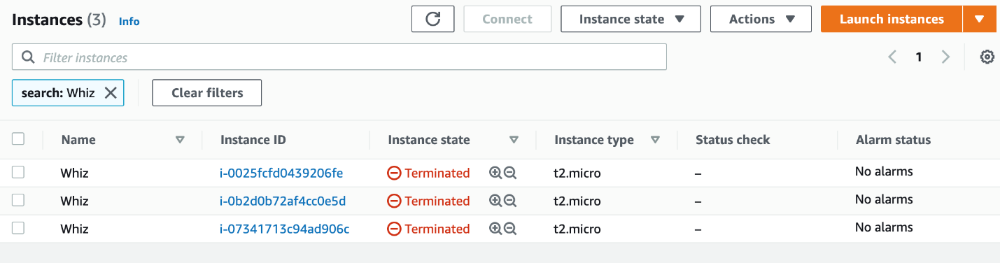 Instances (3) Info Connect Instance state Actions Launch instances
Filter instances 1
search: Whiz Clear filters
Name Instance ID Instance state Instance type Status check Alarm status
Whiz i-0025fcfd0439206fe Terminated t2.micro – No alarms
Whiz i-0b2d0b72af4cc0e5d Terminated t2.micro – No alarms
Whiz i-07341713c94ad906c Terminated t2.micro – No alarms